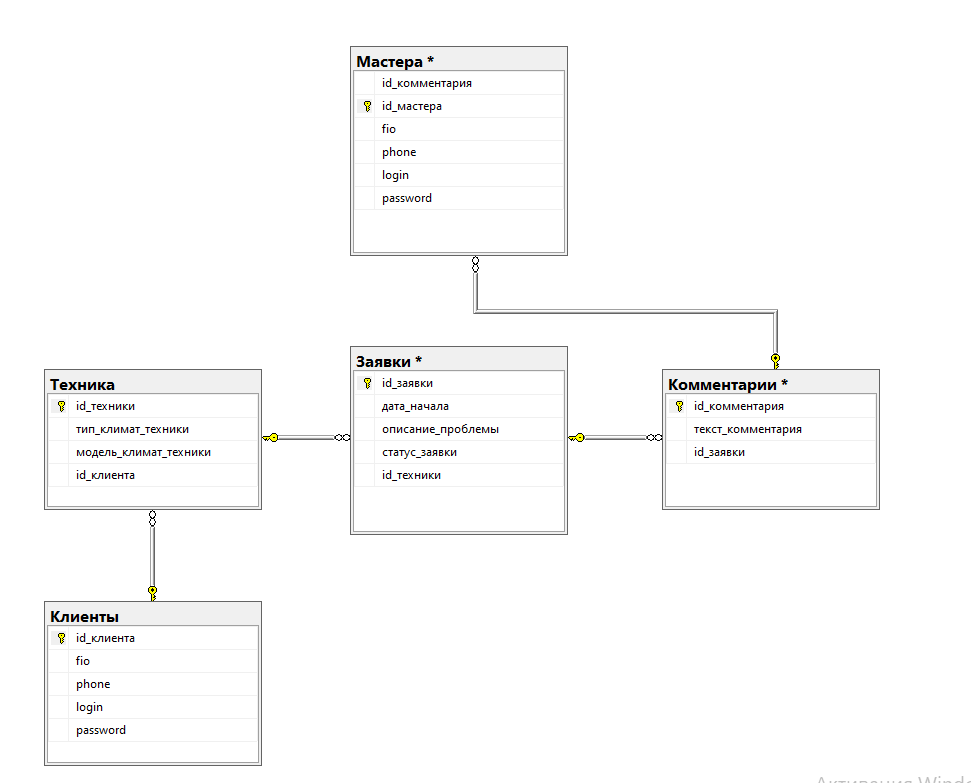 Мастера *
id_комментария
id_мастера
fio
phone
login
password
Заявки *
id_заявки
дата_начала
описание_проблемы
статус_заявки
id_техники
Техника
id_техники
тип_климат_техники
модель_климат_техники
id_клиента
Комментарии *
id_комментария
текст_комментария
id_заявки
Клиенты
id_клиента
fio
phone
login
password